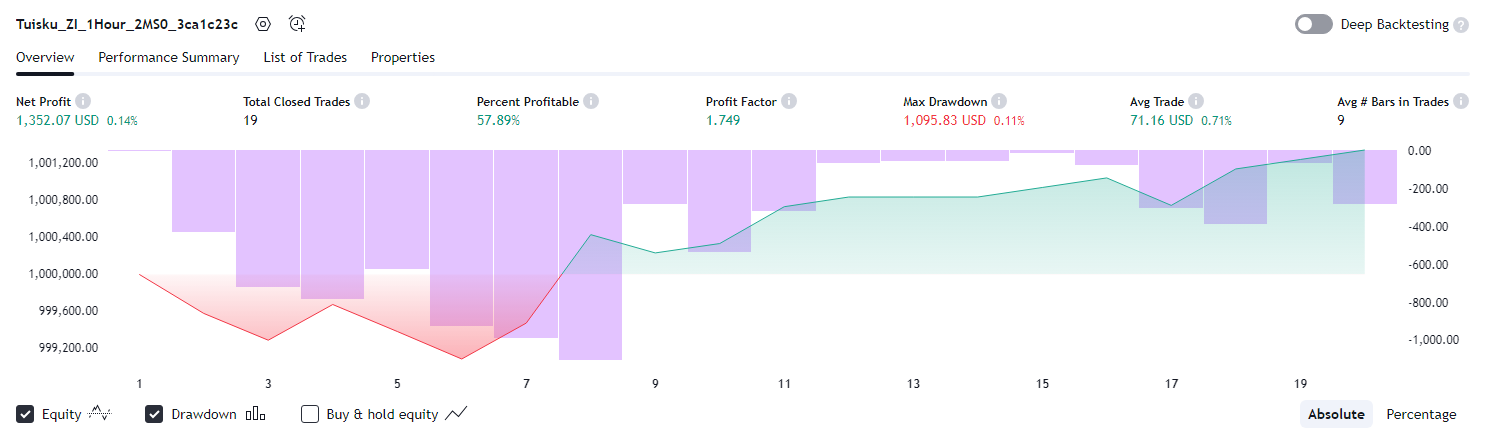 Tuisku_ZI_1Hour_2MS0_3ca1c23c Deep Backtesting ?
Overview Performance Summary List of Trades Properties
Net Profit i Total Closed Trades i Percent Profitable i Profit Factor i Max Drawdown i Avg Trade i Avg # Bars in Trades i
1,352.07 USD 0.14% 19 57.89% 1.749 1,095.83 USD 0.11% 71.16 USD 0.71% 9
1,001,200.00 0.00
1,000,800.00 -200.00
1,000,400.00 -400.00
1,000,000.00 -600.00
999,600.00 -800.00
999,200.00 -1,000.00
1 3 5 7 9 11 13 15 17 19
Equity Drawdown Buy & hold equity Absolute Percentage